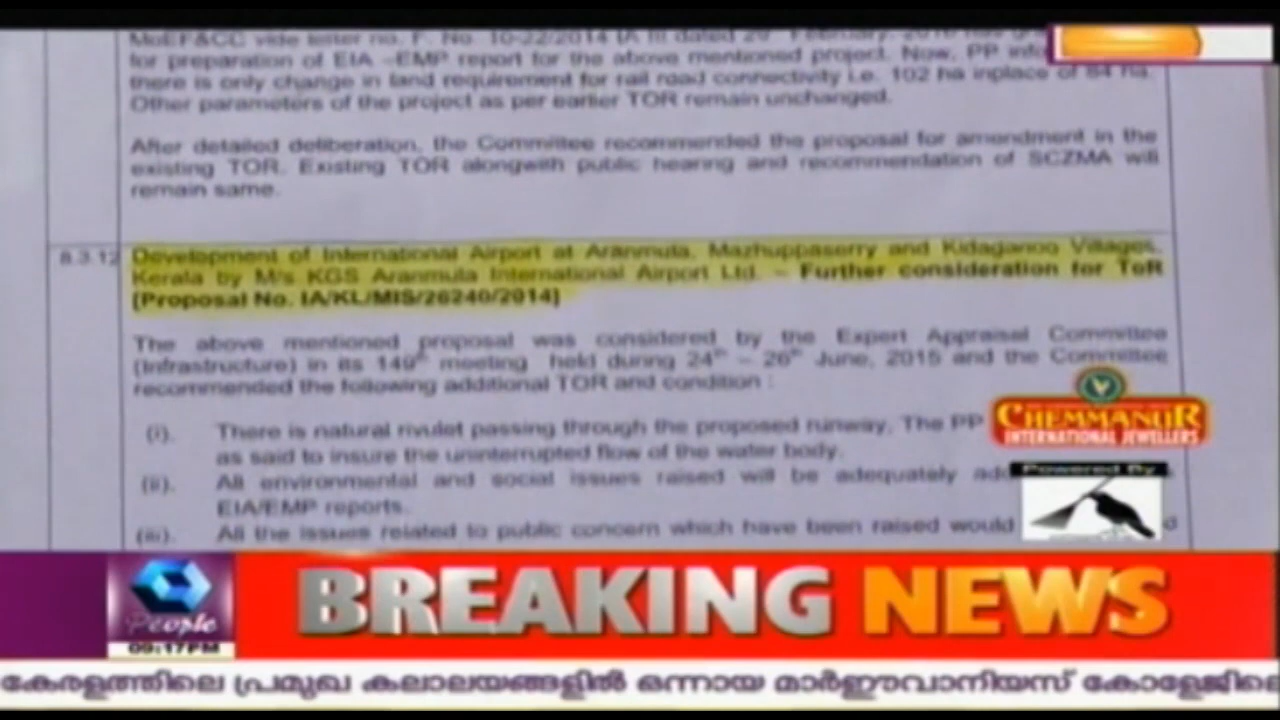 MoEF&CC vide letter no. F. No. 10-22/2014 IA III dated 29th February,
for preparation of EIA –EMP report for the above mentioned project. Now, PP
there is only change in land requirement for rail road connectivity i.e. 102 ha inplace of 84 ha.
Other parameters of the project as per earlier TOR remain unchanged.
After detailed deliberation, the Committee recommended the proposal for amendment in the
existing TOR. Existing TOR alongwith public hearing and recommendation of SCZMA will
remain same.
8.3.12 Development of International Airport at Aranmula, Mazhuppaserry and Kidaganoo Villages,
Kerala by M/s KGS Aranmula International Airport Ltd. – Further consideration for ToR
[Proposal No. IA/KL/MIS/26240/2014]
The above mentioned proposal was considered by the Expert Appraisal Committee
(Infrastructure) in its 149th meeting held during 24th – 26th June, 2015 and the Committee
recommended the following additional TOR and condition :
(i). There is natural rivulet passing through the proposed runway. The PP
as said to insure the uninterrupted flow of the water body.
(ii). All environmental and social issues raised will be adequately
EIA/EMP reports.
(iii). All the issues related to public concern which have been raised would
CHEMMANUR
INTERNATIONAL JEWELLERS
Powered By
BREAKING NEWS
People
09:17PM
കേരളത്തിലെ പ്രമുഖ കലാലയങ്ങളിൽ ഒന്നായ മാർഈവാനിയസ് കോളേജിലെ